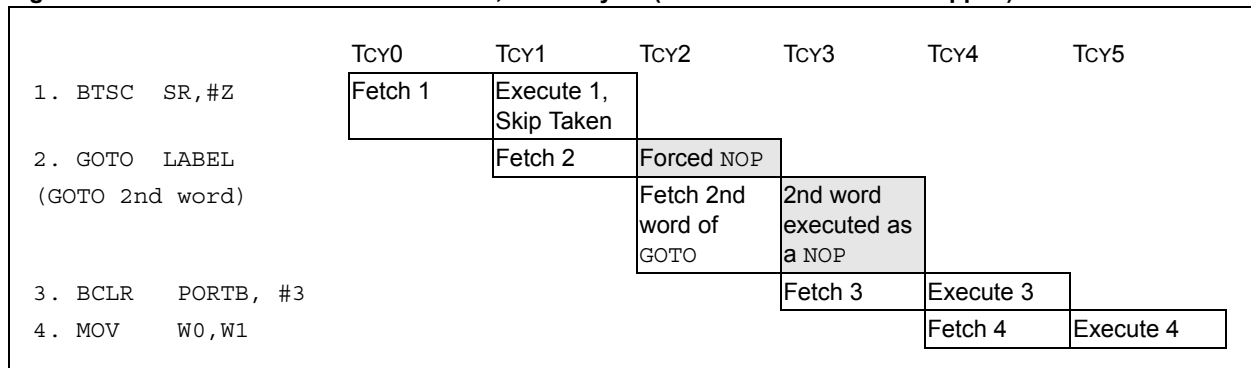 TCY0 TCY1 TCY2 TCY3 TCY4 TCY5
1. BTSC SR,#Z Fetch 1 Execute 1,
Skip Taken
2. GOTO LABEL Fetch 2 Forced NOP
(GOTO 2nd word) Fetch 2nd 2nd word
word of executed as
GOTO a NOP
3. BCLR PORTB, #3 Fetch 3 Execute 3
4. MOV W0,W1 Fetch 4 Execute 4